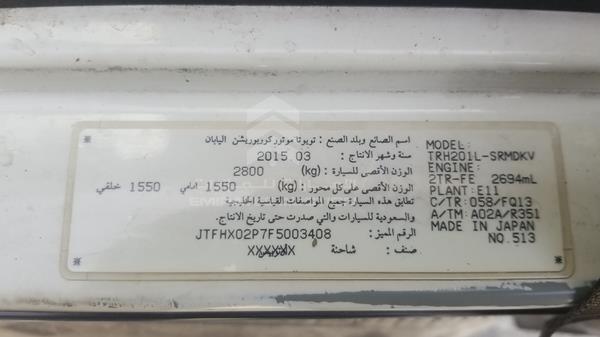 اسم الصانع وبلد الصنع : تويوتا موتور كوربوريشن اليابان
سنة وشهر الانتاج : 2015 03
الوزن الأقصى للسيارة : (kg) 2800
الوزن الأقصى على كل محور : (kg) 1550 امامي 1550 خلفي
تطابق هذه السيارة جميع المواصفات القياسية الخليجية
والسعودية للسيارات والتي صدرت حتى تاريخ الانتاج.
الرقم المميز : JTFHX02P7F5003408
صنف : شاحنة XXXXXX
MODEL:
TRH201L-SRMDKV
ENGINE:
2TR-FE 2694mL
PLANT: E11
C/TR: 058/FQ13
A/TM: A02A/R351
MADE IN JAPAN
NO. 513